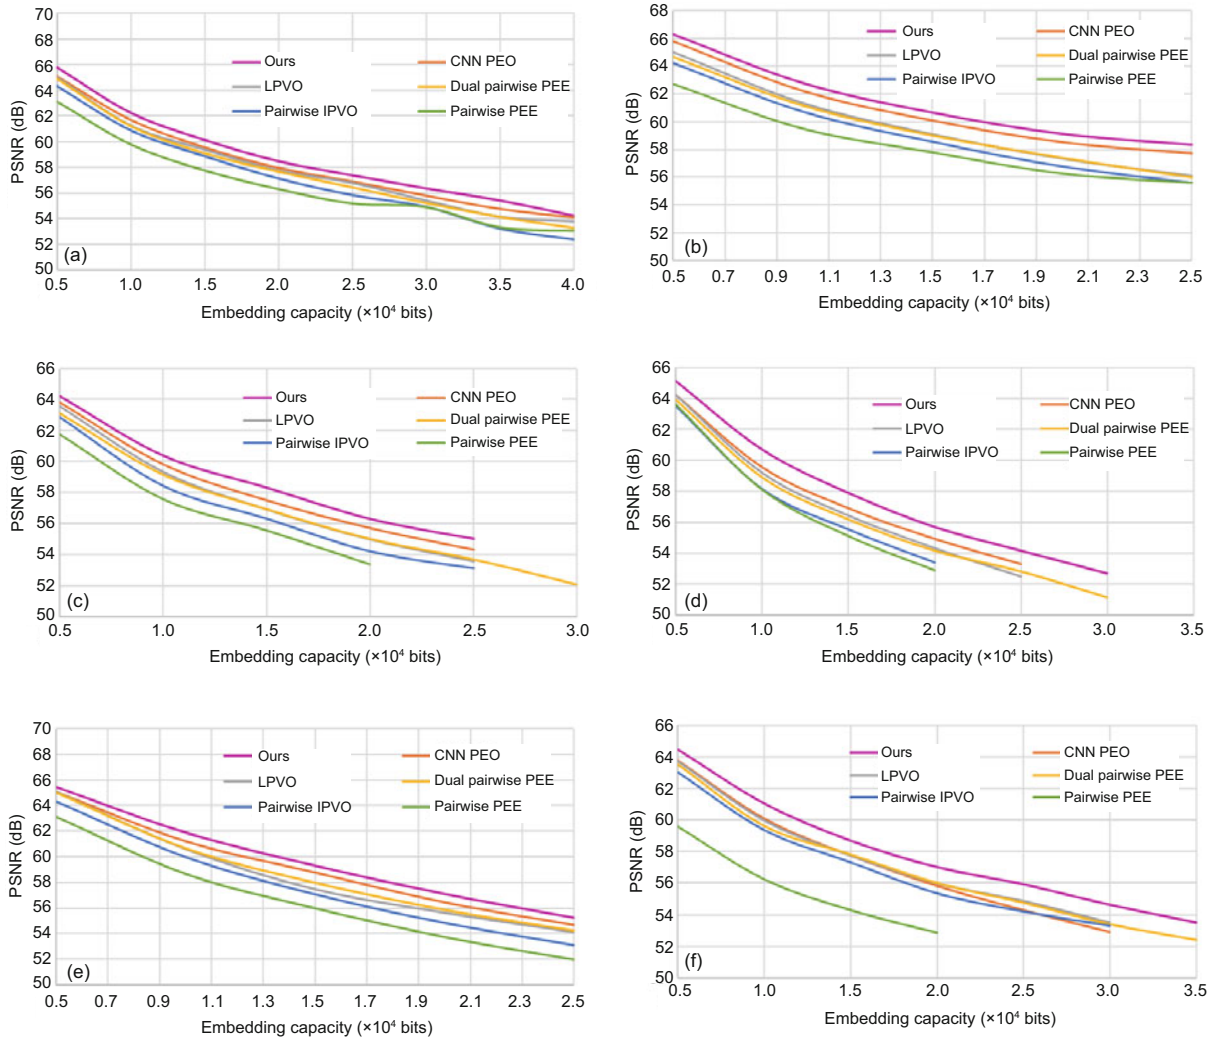 70
68
66
64
62
60
58
56
54
52
50
PSNR (dB)
Ours
CNN PEO
LPVO
Dual pairwise PEE
Pairwise IPVO
Pairwise PEE
(a)
0.5 1.0 1.5 2.0 2.5 3.0 3.5 4.0
Embedding capacity (×10⁴ bits)
68
66
64
62
60
58
56
54
52
50
PSNR (dB)
Ours
CNN PEO
LPVO
Dual pairwise PEE
Pairwise IPVO
Pairwise PEE
(b)
0.5 0.7 0.9 1.1 1.3 1.5 1.7 1.9 2.1 2.3 2.5
Embedding capacity (×10⁴ bits)
66
64
62
60
58
56
54
52
50
PSNR (dB)
Ours
CNN PEO
LPVO
Dual pairwise PEE
Pairwise IPVO
Pairwise PEE
(c)
0.5 1.0 1.5 2.0 2.5 3.0
Embedding capacity (×10⁴ bits)
66
64
62
60
58
56
54
52
50
PSNR (dB)
Ours
CNN PEO
LPVO
Dual pairwise PEE
Pairwise IPVO
Pairwise PEE
(d)
0.5 1.0 1.5 2.0 2.5 3.0 3.5
Embedding capacity (×10⁴ bits)
70
68
66
64
62
60
58
56
54
52
50
PSNR (dB)
Ours
CNN PEO
LPVO
Dual pairwise PEE
Pairwise IPVO
Pairwise PEE
(e)
0.5 0.7 0.9 1.1 1.3 1.5 1.7 1.9 2.1 2.3 2.5
Embedding capacity (×10⁴ bits)
66
64
62
60
58
56
54
52
50
PSNR (dB)
Ours
CNN PEO
LPVO
Dual pairwise PEE
Pairwise IPVO
Pairwise PEE
(f)
0.5 1.0 1.5 2.0 2.5 3.0 3.5
Embedding capacity (×10⁴ bits)